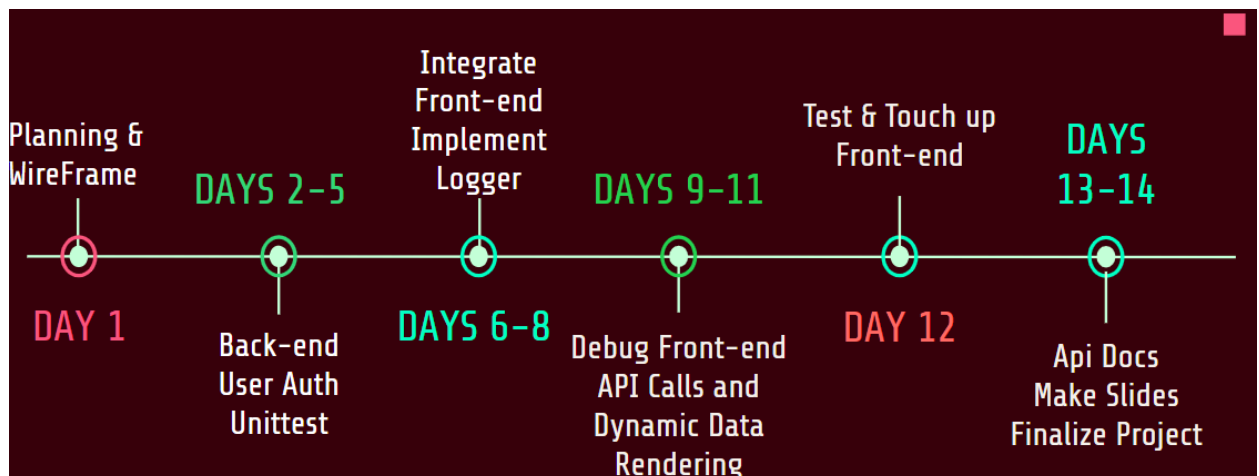 Planning &
WireFrame
DAY 1
DAYS 2-5
Back-end
User Auth
Unittest
Integrate
Front-end
Implement
Logger
DAYS 6-8
DAYS 9-11
Debug Front-end
API Calls and
Dynamic Data
Rendering
Test & Touch up
Front-end
DAY 12
DAYS
13-14
Api Docs
Make Slides
Finalize Project